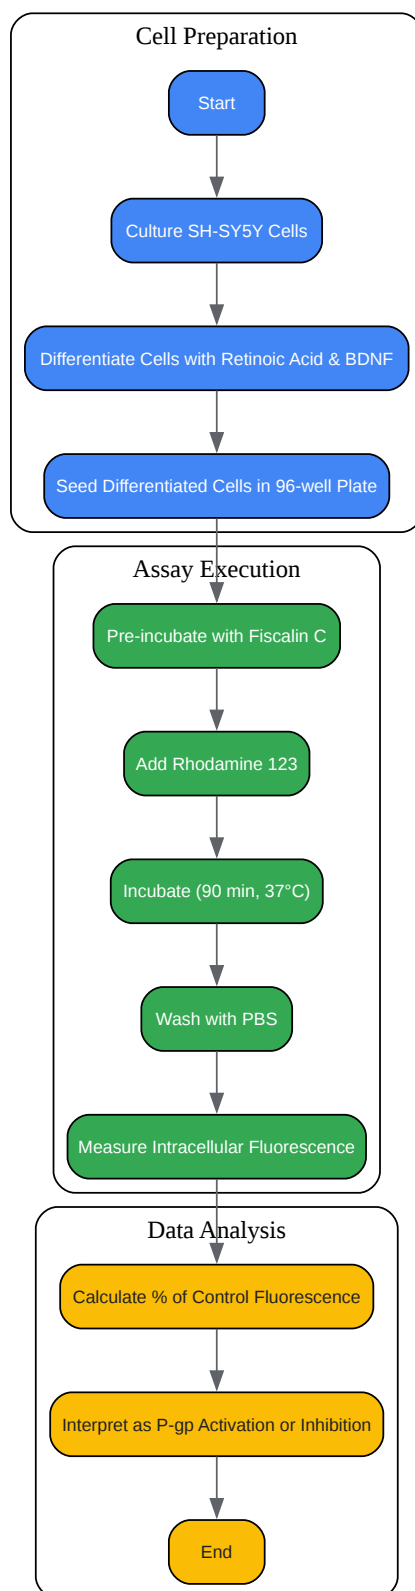 Cell Preparation
Start
Culture SH-SY5Y Cells
Differentiate Cells with Retinoic Acid & BDNF
Seed Differentiated Cells in 96-well Plate
Assay Execution
Pre-incubate with Fiscalin C
Add Rhodamine 123
Incubate (90 min, 37°C)
Wash with PBS
Measure Intracellular Fluorescence
Data Analysis
Calculate % of Control Fluorescence
Interpret as P-gp Activation or Inhibition
End